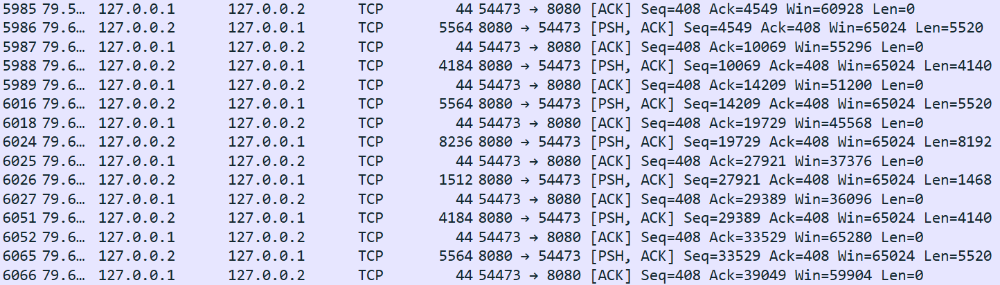 5985 79.5… 127.0.0.1 127.0.0.2 TCP 44 54473 → 8080 [ACK] Seq=408 Ack=4549 Win=60928 Len=0
5986 79.6… 127.0.0.2 127.0.0.1 TCP 5564 8080 → 54473 [PSH, ACK] Seq=4549 Ack=408 Win=65024 Len=5520
5987 79.6… 127.0.0.1 127.0.0.2 TCP 44 54473 → 8080 [ACK] Seq=408 Ack=10069 Win=55296 Len=0
5988 79.6… 127.0.0.2 127.0.0.1 TCP 4184 8080 → 54473 [PSH, ACK] Seq=10069 Ack=408 Win=65024 Len=4140
5989 79.6… 127.0.0.1 127.0.0.2 TCP 44 54473 → 8080 [ACK] Seq=408 Ack=14209 Win=51200 Len=0
6016 79.6… 127.0.0.2 127.0.0.1 TCP 5564 8080 → 54473 [PSH, ACK] Seq=14209 Ack=408 Win=65024 Len=5520
6018 79.6… 127.0.0.1 127.0.0.2 TCP 44 54473 → 8080 [ACK] Seq=408 Ack=19729 Win=45568 Len=0
6024 79.6… 127.0.0.2 127.0.0.1 TCP 8236 8080 → 54473 [PSH, ACK] Seq=19729 Ack=408 Win=65024 Len=8192
6025 79.6… 127.0.0.1 127.0.0.2 TCP 44 54473 → 8080 [ACK] Seq=408 Ack=27921 Win=37376 Len=0
6026 79.6… 127.0.0.2 127.0.0.1 TCP 1512 8080 → 54473 [PSH, ACK] Seq=27921 Ack=408 Win=65024 Len=1468
6027 79.6… 127.0.0.1 127.0.0.2 TCP 44 54473 → 8080 [ACK] Seq=408 Ack=29389 Win=36096 Len=0
6051 79.6… 127.0.0.2 127.0.0.1 TCP 4184 8080 → 54473 [PSH, ACK] Seq=29389 Ack=408 Win=65024 Len=4140
6052 79.6… 127.0.0.1 127.0.0.2 TCP 44 54473 → 8080 [ACK] Seq=408 Ack=33529 Win=65280 Len=0
6065 79.6… 127.0.0.2 127.0.0.1 TCP 5564 8080 → 54473 [PSH, ACK] Seq=33529 Ack=408 Win=65024 Len=5520
6066 79.6… 127.0.0.1 127.0.0.2 TCP 44 54473 → 8080 [ACK] Seq=408 Ack=39049 Win=59904 Len=0